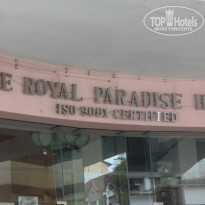 TOP Hotels
E ROYAL PARADISE H
ISO 9001 CERTIFIED